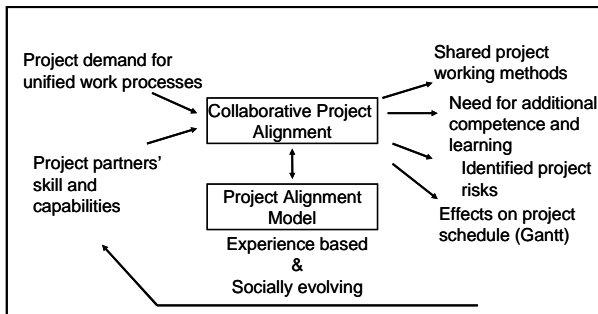 Project demand for
unified work processes
Project partners'
skill and
capabilities
Collaborative Project
Alignment
Project Alignment
Model
Experience based
&
Socially evolving
Shared project
working methods
Need for additional
competence and
learning
Identified project
risks
Effects on project
schedule (Gantt)